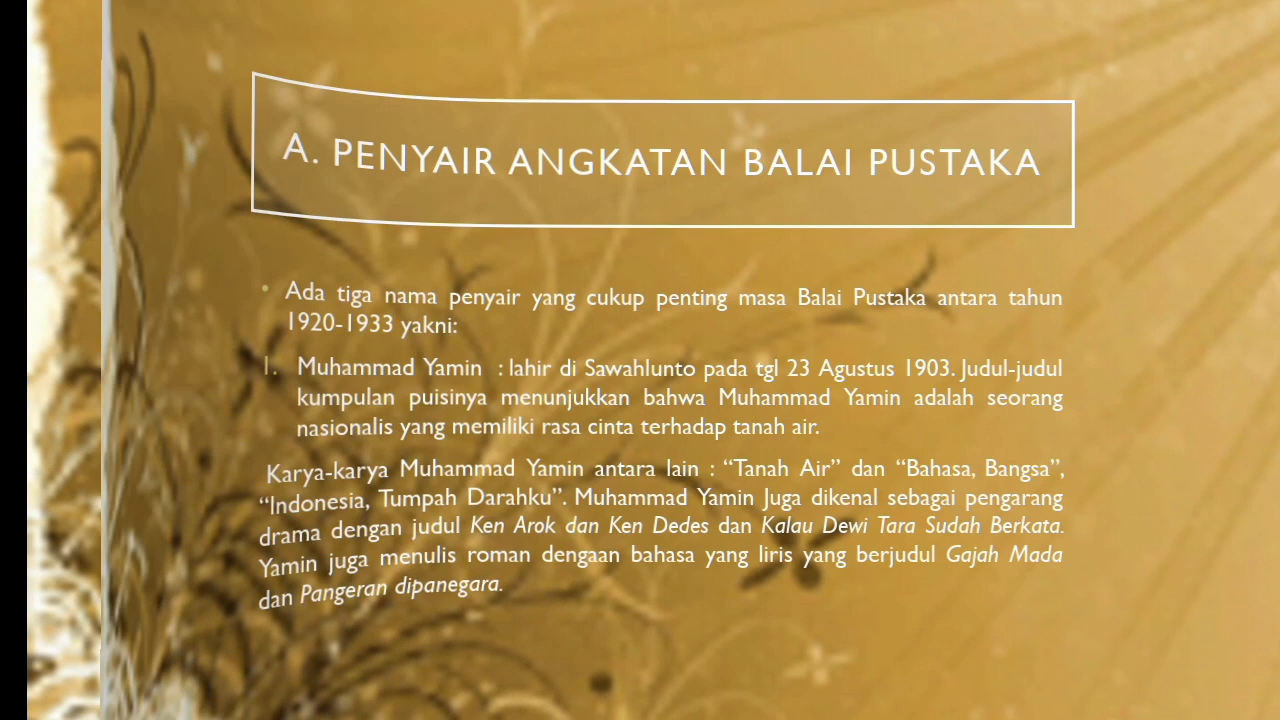 A. PENYAIR ANGKATAN BALAI PUSTAKA
• Ada tiga nama penyair yang cukup penting masa Balai Pustaka antara tahun
1920-1933 yakni:
1. Muhammad Yamin : lahir di Sawahlunto pada tgl 23 Agustus 1903. Judul-judul
kumpulan puisinya menunjukkan bahwa Muhammad Yamin adalah seorang
nasionalis yang memiliki rasa cinta terhadap tanah air.
Karya-karya Muhammad Yamin antara lain : “Tanah Air” dan “Bahasa, Bangsa”,
“Indonesia, Tumpah Darahku”. Muhammad Yamin Juga dikenal sebagai pengarang
drama dengan judul Ken Arok dan Ken Dedes dan Kalau Dewi Tara Sudah Berkata.
Yamin juga menulis roman dengaan bahasa yang liris yang berjudul Gajah Mada
dan Pangeran dipanegara.